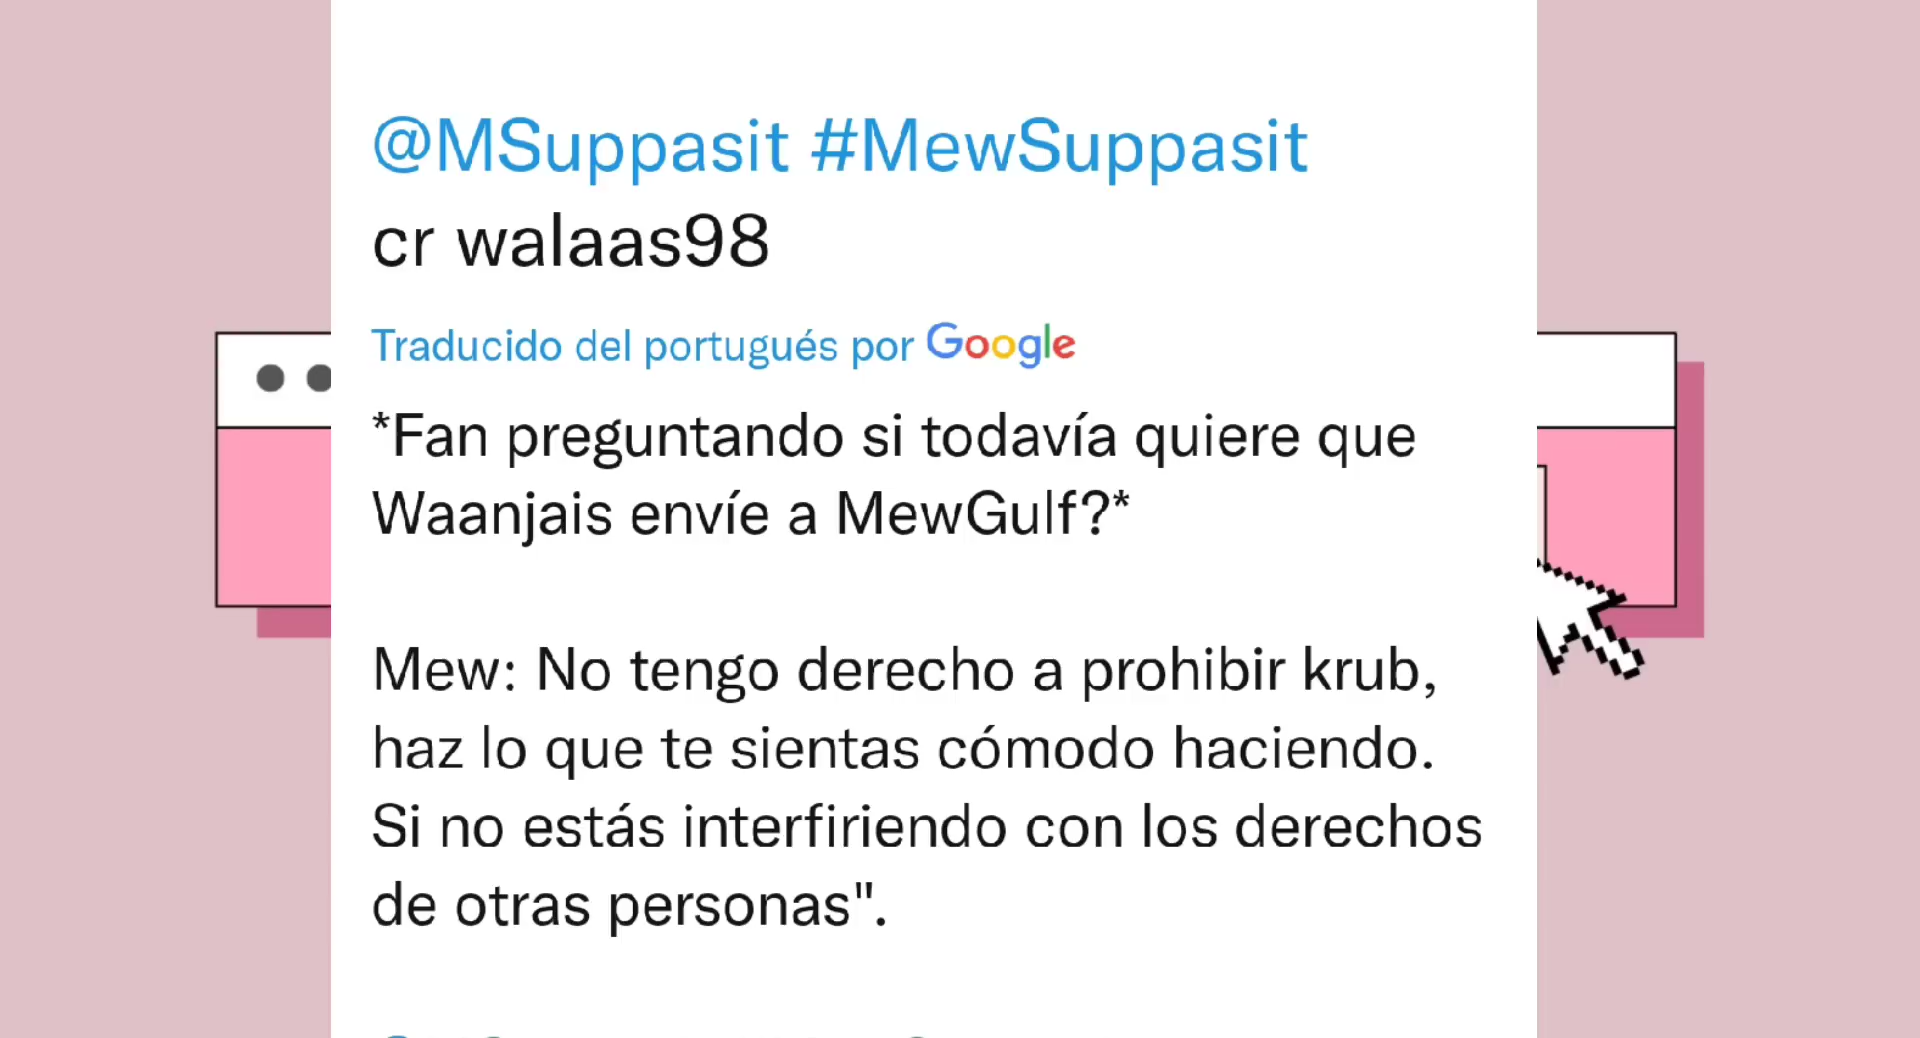 @MSuppasit #MewSuppasit
cr walaas98
Traducido del portugués por Google
*Fan preguntando si todavía quiere que
Waanjais envíe a MewGulf?*
Mew: No tengo derecho a prohibir krub,
haz lo que te sientas cómodo haciendo.
Si no estás interfiriendo con los derechos
de otras personas".